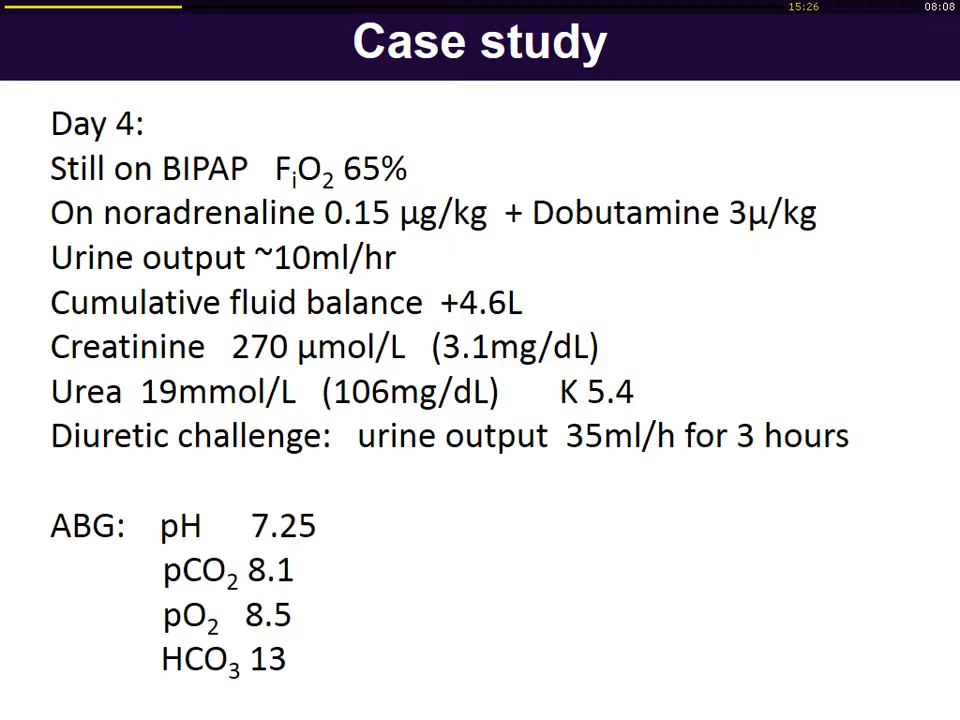 15:26 08:08
Case study
Day 4:
Still on BIPAP FiO2 65%
On noradrenaline 0.15 µg/kg + Dobutamine 3µ/kg
Urine output ~10ml/hr
Cumulative fluid balance +4.6L
Creatinine 270 µmol/L (3.1mg/dL)
Urea 19mmol/L (106mg/dL) K 5.4
Diuretic challenge: urine output 35ml/h for 3 hours
ABG: pH 7.25
pCO2 8.1
pO2 8.5
HCO3 13